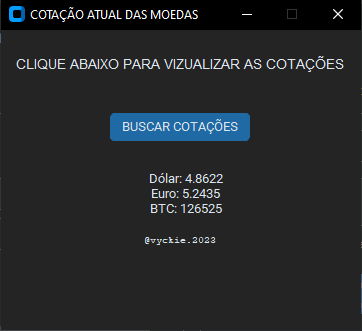 COTAÇÃO ATUAL DAS MOEDAS
CLIQUE ABAIXO PARA VIZUALIZAR AS COTAÇÕES
BUSCAR COTAÇÕES
Dólar: 4.8622
Euro: 5.2435
BTC: 126525
@vyckie.2023